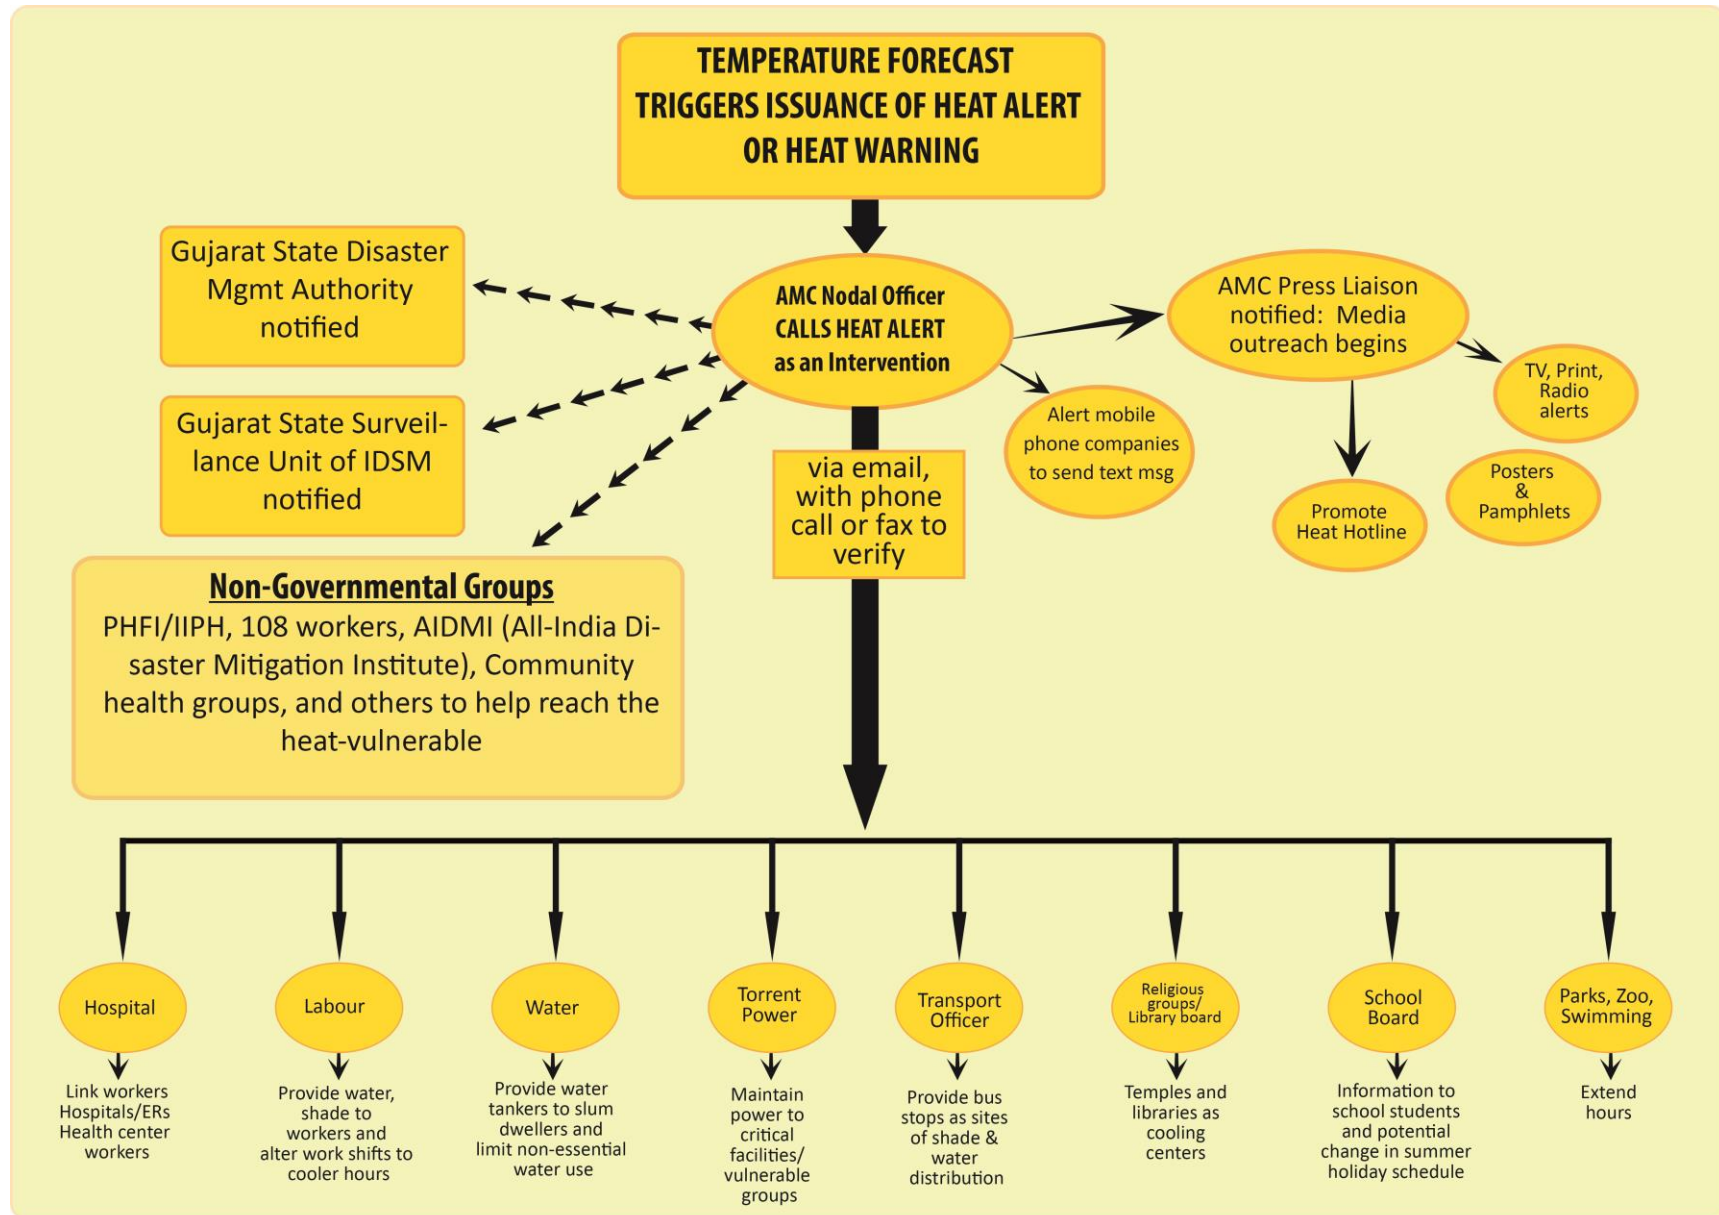 TEMPERATURE FORECAST
TRIGGERS ISSUANCE OF HEAT ALERT
OR HEAT WARNING
Gujarat State Disaster
Mgmt Authority
notified
AMC Nodal Officer
CALLS HEAT ALERT
as an Intervention
AMC Press Liaison
notified: Media
outreach begins
TV, Print,
Radio
alerts
Gujarat State Surveil-
lance Unit of IDSM
notified
Alert mobile
phone companies
to send text msg
via email,
with phone
call or fax to
verify
Posters
&
Pamphlets
Promote
Heat Hotline
Non-Governmental Groups
PHFI/IIPH, 108 workers, AIDMI (All-India Di-
saster Mitigation Institute), Community
health groups, and others to help reach the
heat-vulnerable
Hospital
Link workers
Hospitals/ERs
Health center
workers
Labour
Provide water,
shade to
workers and
alter work shifts to
cooler hours
Water
Provide water
tankers to slum
dwellers and
limit non-essential
water use
Torrent
Power
Maintain
power to
critical
facilities/
vulnerable
groups
Transport
Officer
Provide bus
stops as sites
of shade &
water
distribution
Religious
groups/
Library board
Temples and
libraries as
cooling
centers
School
Board
Information to
school students
and potential
change in summer
holiday schedule
Parks, Zoo,
Swimming
Extend
hours